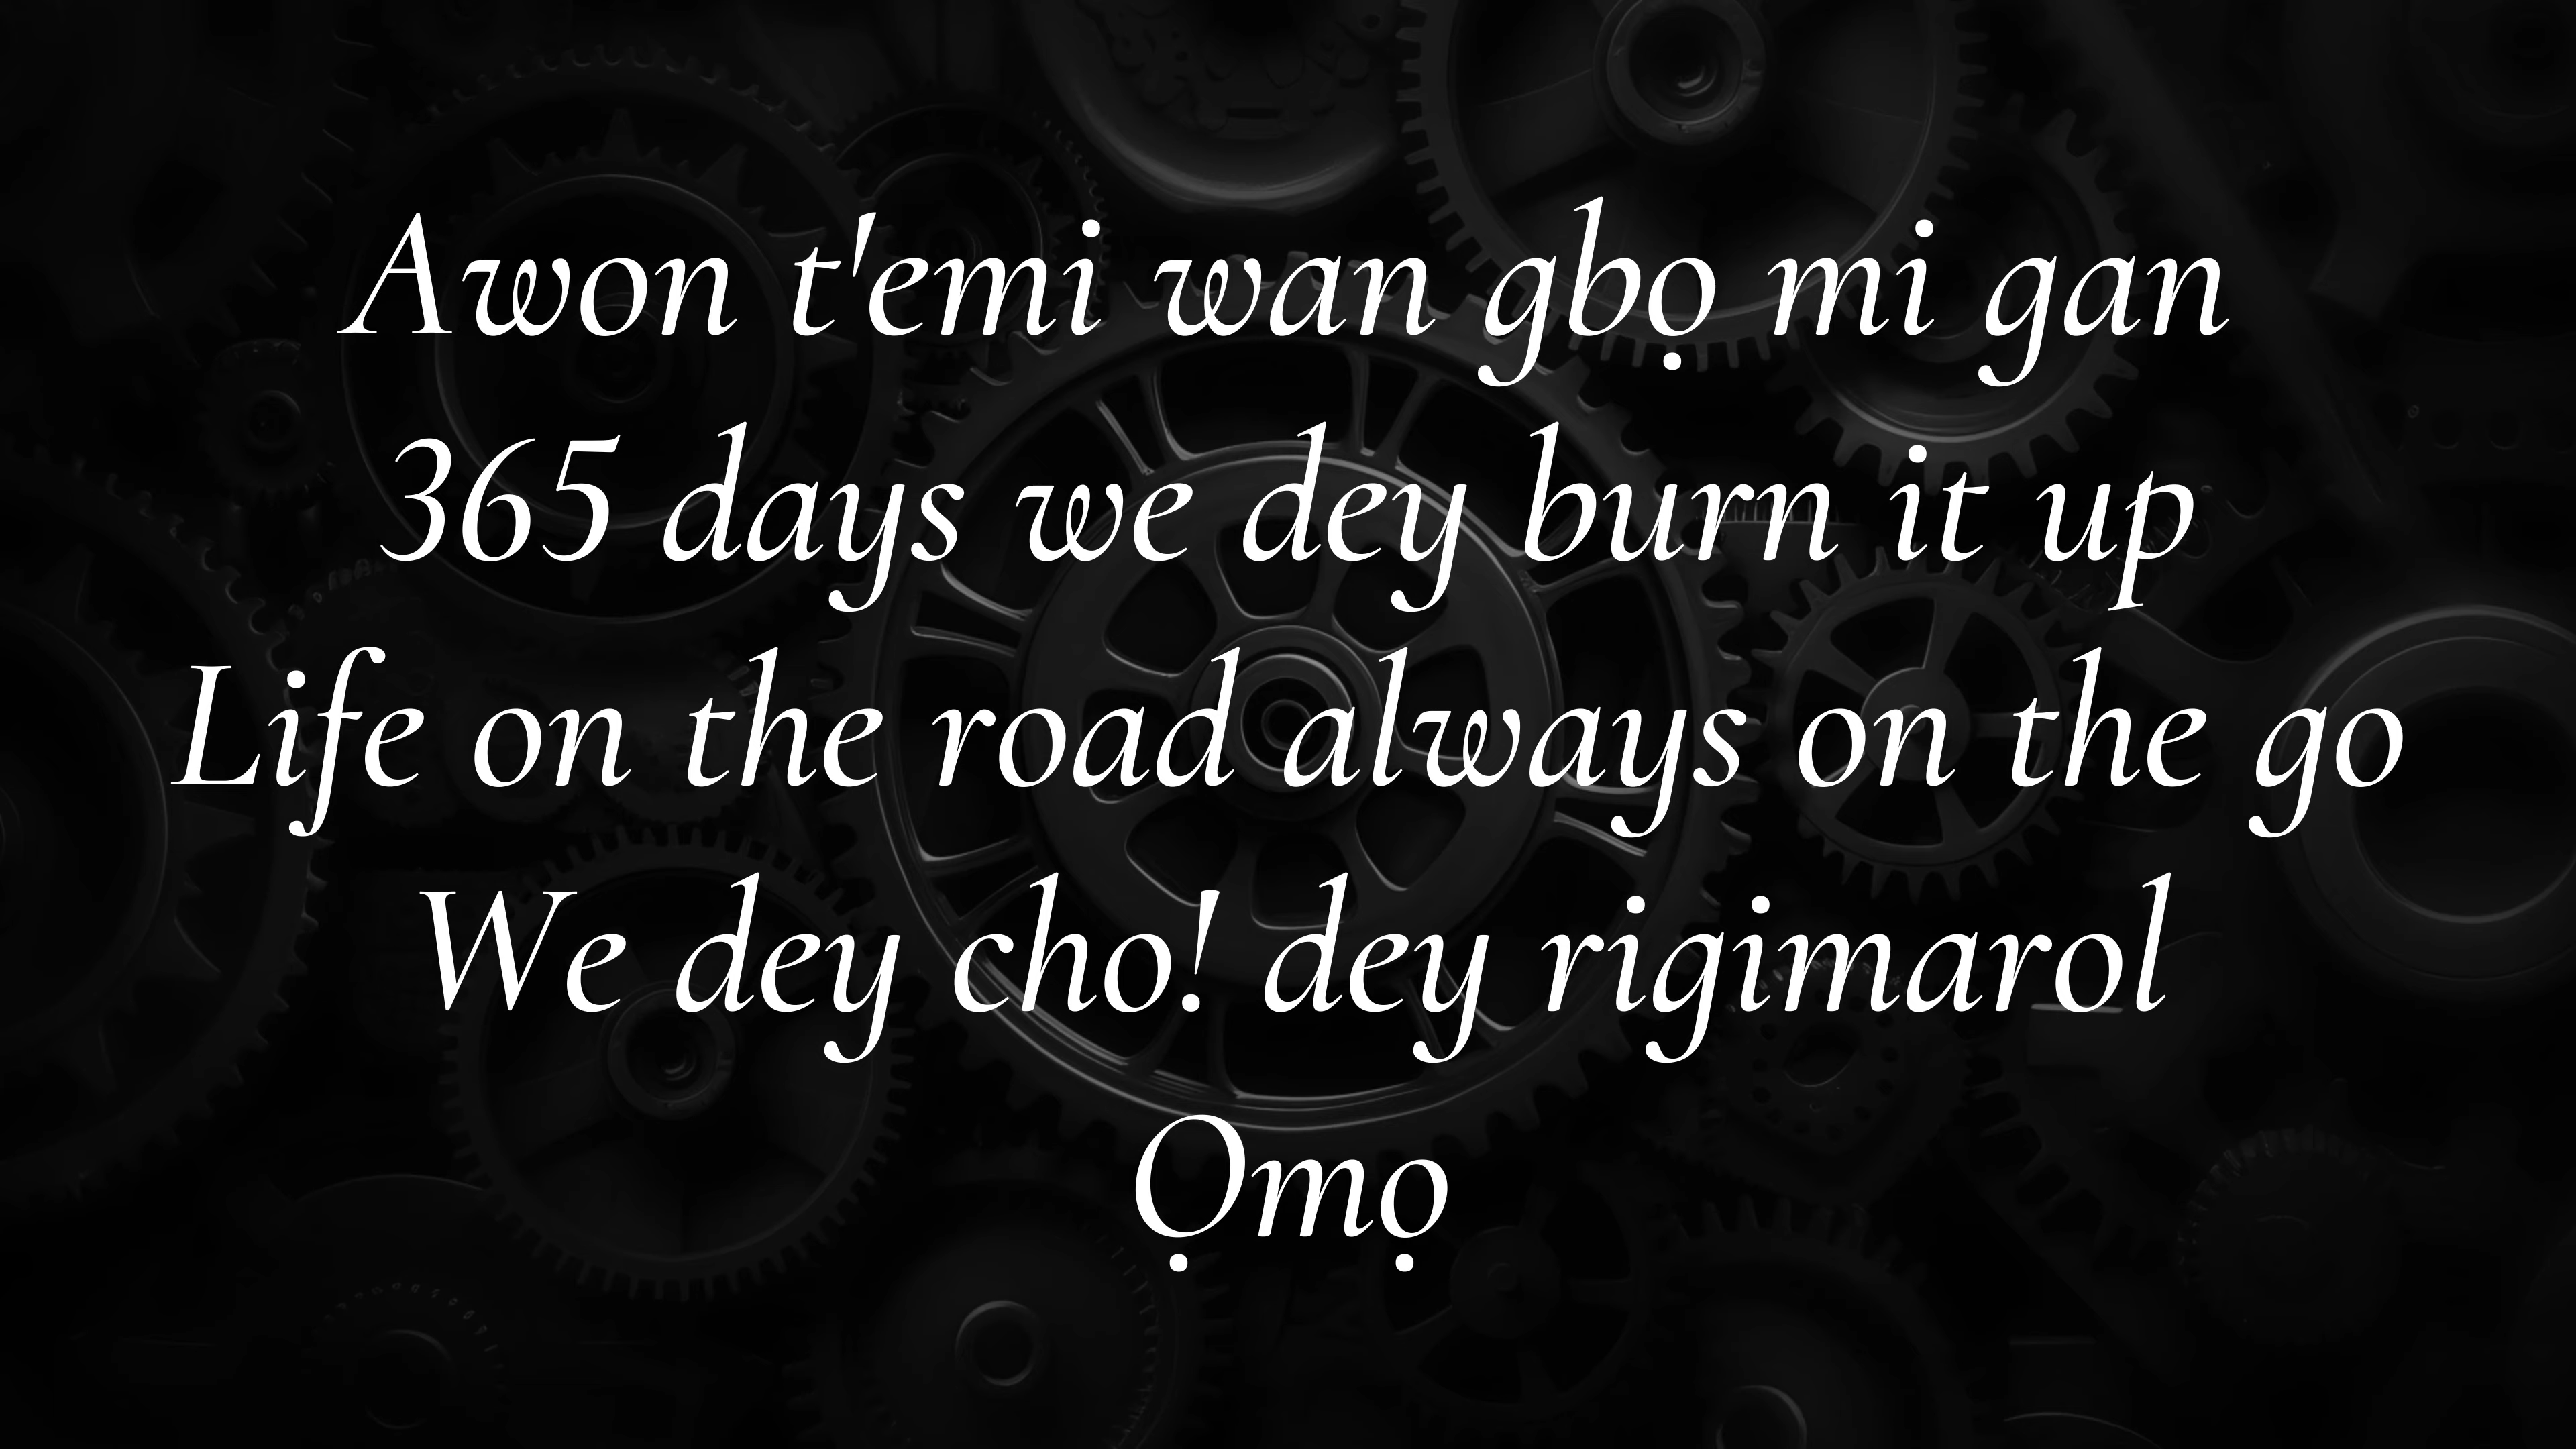 Awon t'emi wan gbọ mi gan
365 days we dey burn it up
Life on the road always on the go
We dey cho! dey rigimarol
Ọmọ